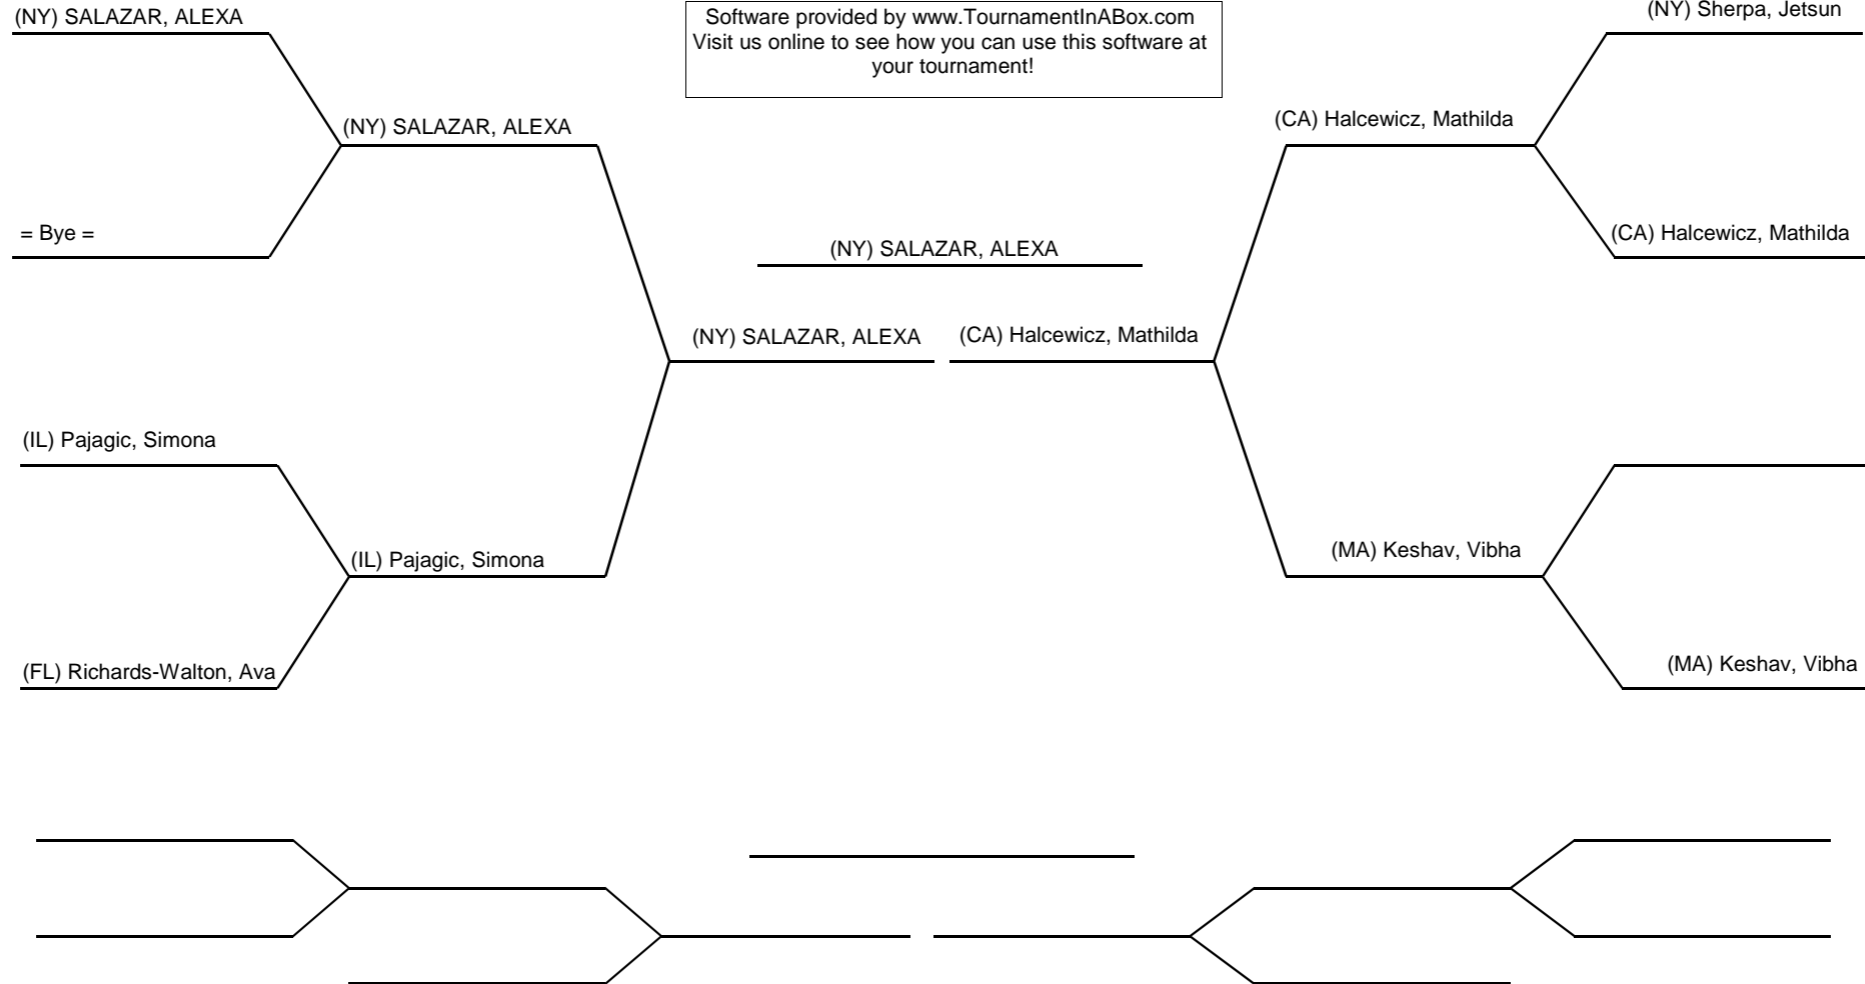 (NY) SALAZAR, ALEXA
Software provided by www.TournamentInABox.com
Visit us online to see how you can use this software at
your tournament!
(NY) Sherpa, Jetsun
(NY) SALAZAR, ALEXA
(CA) Halcewicz, Mathilda
= Bye =
(NY) SALAZAR, ALEXA
(CA) Halcewicz, Mathilda
(NY) SALAZAR, ALEXA
(CA) Halcewicz, Mathilda
(IL) Pajagic, Simona
(IL) Pajagic, Simona
(MA) Keshav, Vibha
(FL) Richards-Walton, Ava
(MA) Keshav, Vibha